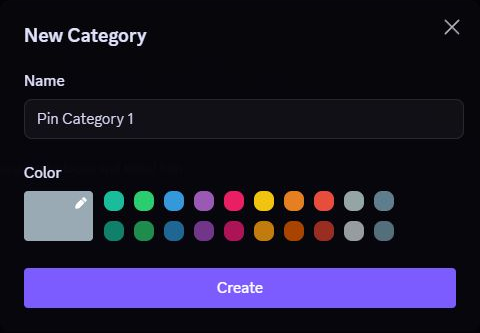 New Category
Name
Pin Category 1
Color
Create